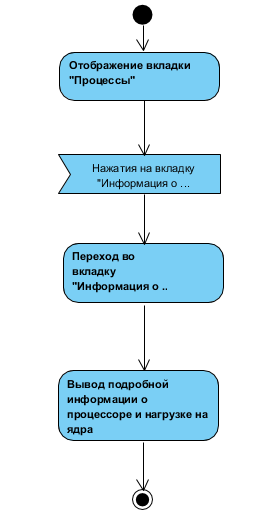 Отображение вкладки
"Процессы"
Нажатия на вкладку
"Информация о ...
Переход во
вкладку
"Информация о ..
Вывод подробной
информации о
процессоре и нагрузке на
ядра